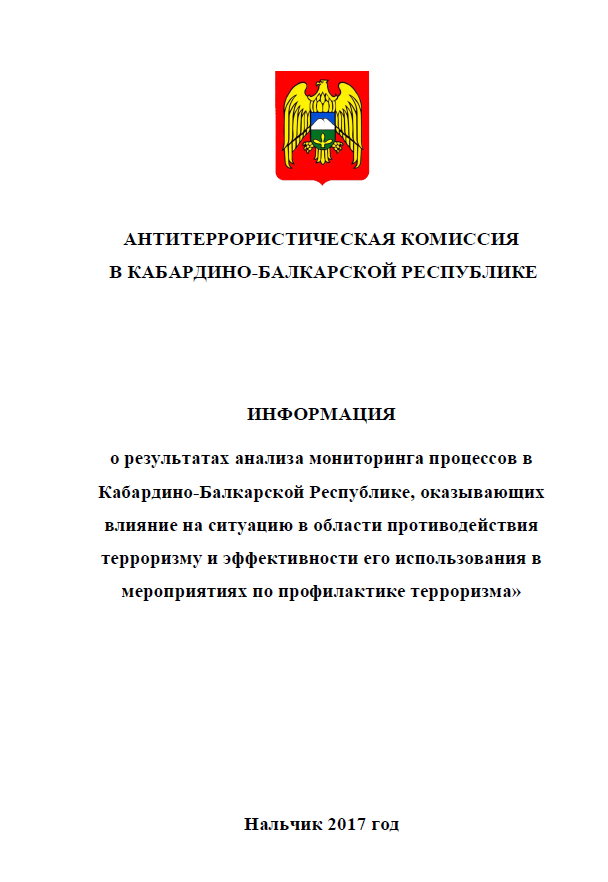 АНТИТЕРРОРИСТИЧЕСКАЯ КОМИССИЯ
В КАБАРДИНО-БАЛКАРСКОЙ РЕСПУБЛИКЕ
ИНФОРМАЦИЯ
о результатах анализа мониторинга процессов в
Кабардино-Балкарской Республике, оказывающих
влияние на ситуацию в области противодействия
терроризму и эффективности его использования в
мероприятиях по профилактике терроризма»
Нальчик 2017 год